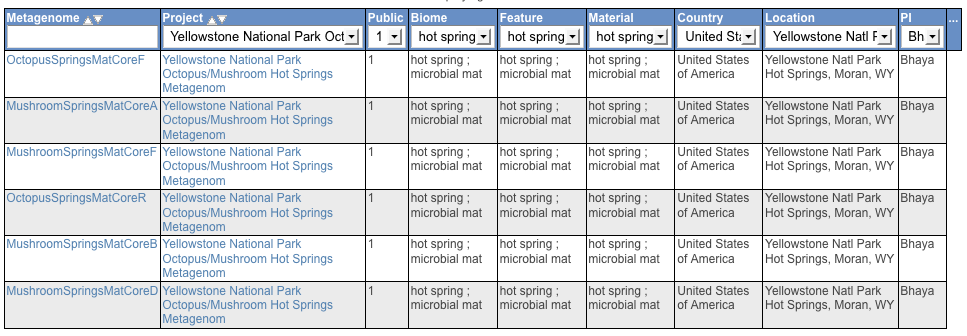 Metagenome Project Public Biome Feature Material Country Location PI ...
Yellowstone National Park Oct 1 hot spring hot spring hot spring United Sta Yellowstone Natl F Bh
OctopusSpringsMatCoreF Yellowstone National Park 1 hot spring ; hot spring ; hot spring ; United States Yellowstone Natl Park Bhaya
Octopus/Mushroom Hot Springs microbial mat microbial mat microbial mat of America Hot Springs, Moran, WY
Metagenom
MushroomSpringsMatCoreA Yellowstone National Park 1 hot spring ; hot spring ; hot spring ; United States Yellowstone Natl Park Bhaya
Octopus/Mushroom Hot Springs microbial mat microbial mat microbial mat of America Hot Springs, Moran, WY
Metagenom
MushroomSpringsMatCoreF Yellowstone National Park 1 hot spring ; hot spring ; hot spring ; United States Yellowstone Natl Park Bhaya
Octopus/Mushroom Hot Springs microbial mat microbial mat microbial mat of America Hot Springs, Moran, WY
Metagenom
OctopusSpringsMatCoreR Yellowstone National Park 1 hot spring ; hot spring ; hot spring ; United States Yellowstone Natl Park Bhaya
Octopus/Mushroom Hot Springs microbial mat microbial mat microbial mat of America Hot Springs, Moran, WY
Metagenom
MushroomSpringsMatCoreB Yellowstone National Park 1 hot spring ; hot spring ; hot spring ; United States Yellowstone Natl Park Bhaya
Octopus/Mushroom Hot Springs microbial mat microbial mat microbial mat of America Hot Springs, Moran, WY
Metagenom
MushroomSpringsMatCoreD Yellowstone National Park 1 hot spring ; hot spring ; hot spring ; United States Yellowstone Natl Park Bhaya
Octopus/Mushroom Hot Springs microbial mat microbial mat microbial mat of America Hot Springs, Moran, WY
Metagenom